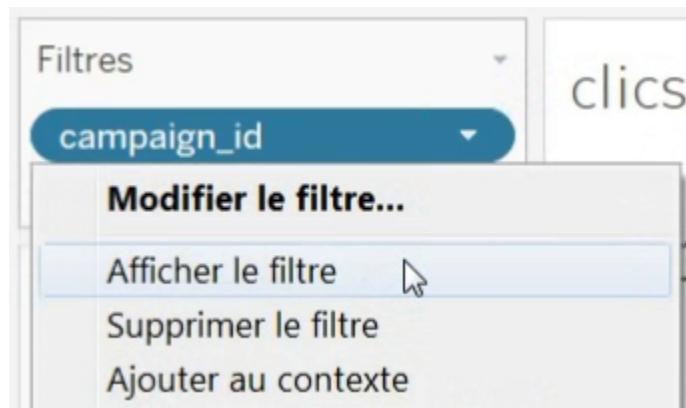 Filtres
clics
campaign_id
Modifier le filtre...
Afficher le filtre
Supprimer le filtre
Ajouter au contexte